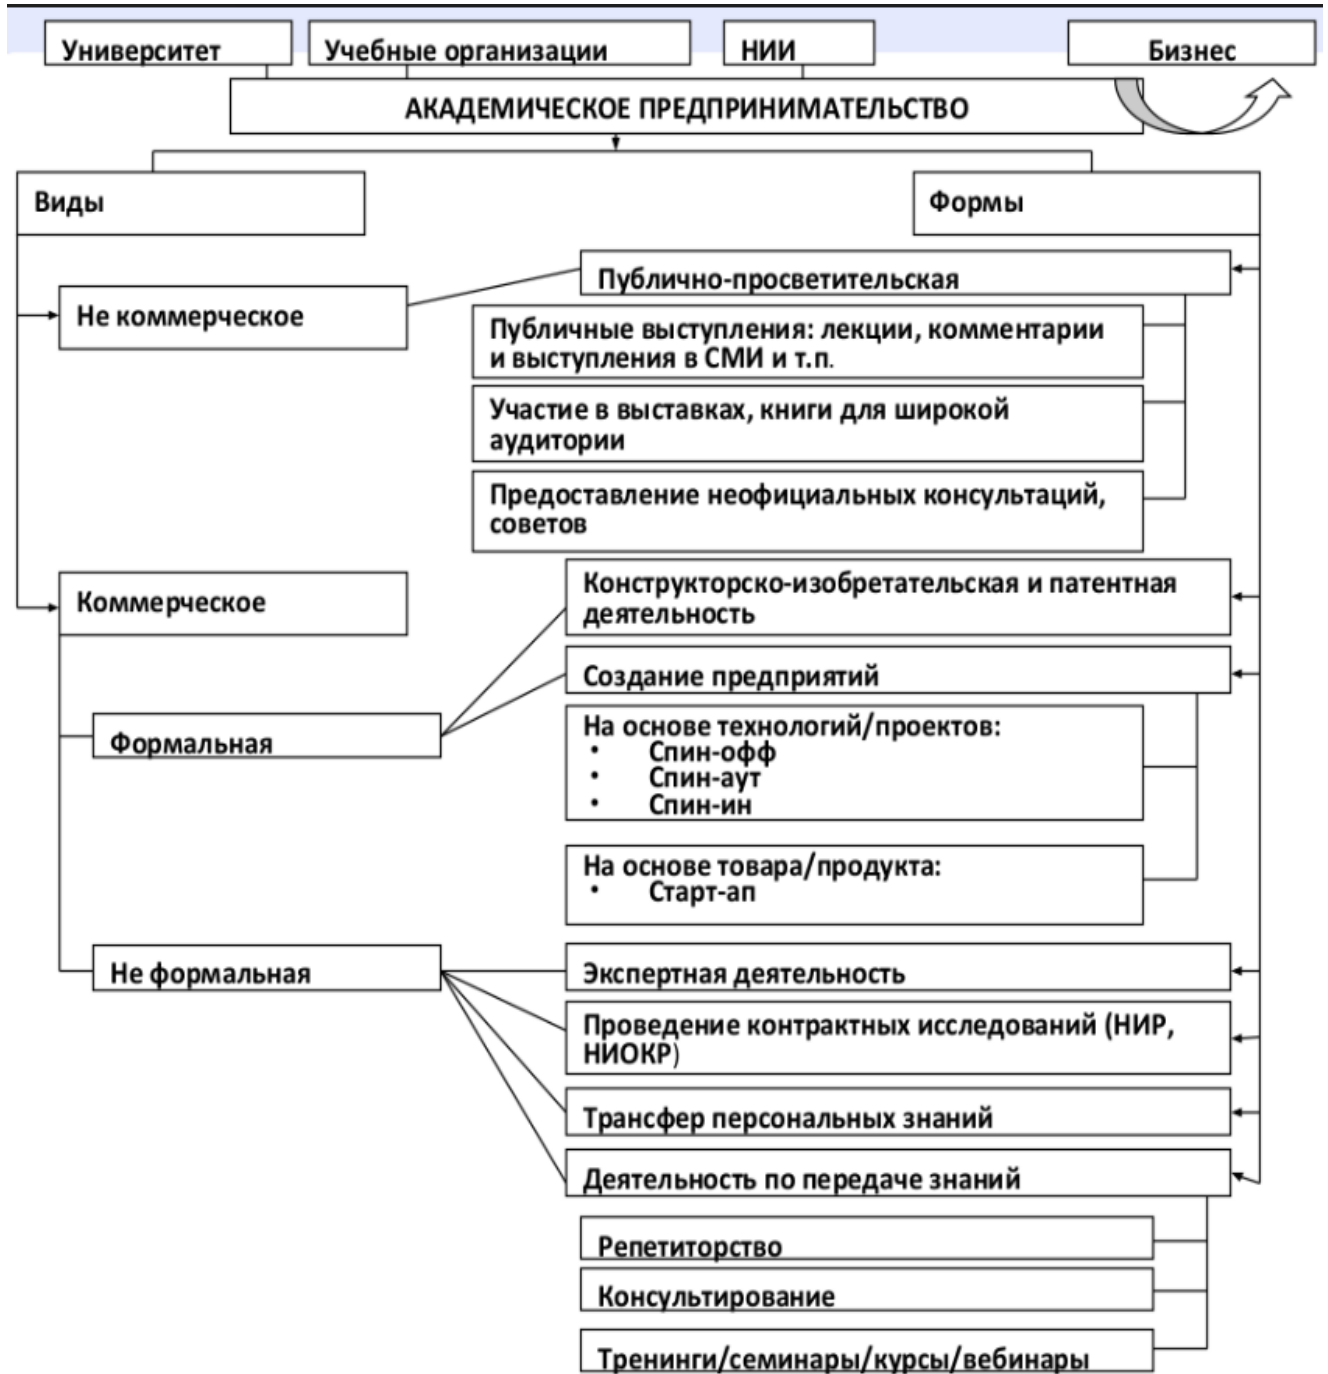 Университет
Учебные организации
НИИ
Бизнес
АКАДЕМИЧЕСКОЕ ПРЕДПРИНИМАТЕЛЬСТВО
Виды
Формы
Публично-просветительская
Не коммерческое
Публичные выступления: лекции, комментарии
и выступления в СМИ и т.п.
Участие в выставках, книги для широкой
аудитории
Предоставление неофициальных консультаций,
советов
Коммерческое
Конструкторско-изобретательская и патентная
деятельность
Создание предприятий
Формальная
На основе технологий/проектов:
• Спин-офф
• Спин-аут
• Спин-ин
На основе товара/продукта:
• Старт-ап
Не формальная
Экспертная деятельность
Проведение контрактных исследований (НИР,
НИОКР)
Трансфер персональных знаний
Деятельность по передаче знаний
Репетиторство
Консультирование
Тренинги/семинары/курсы/вебинары